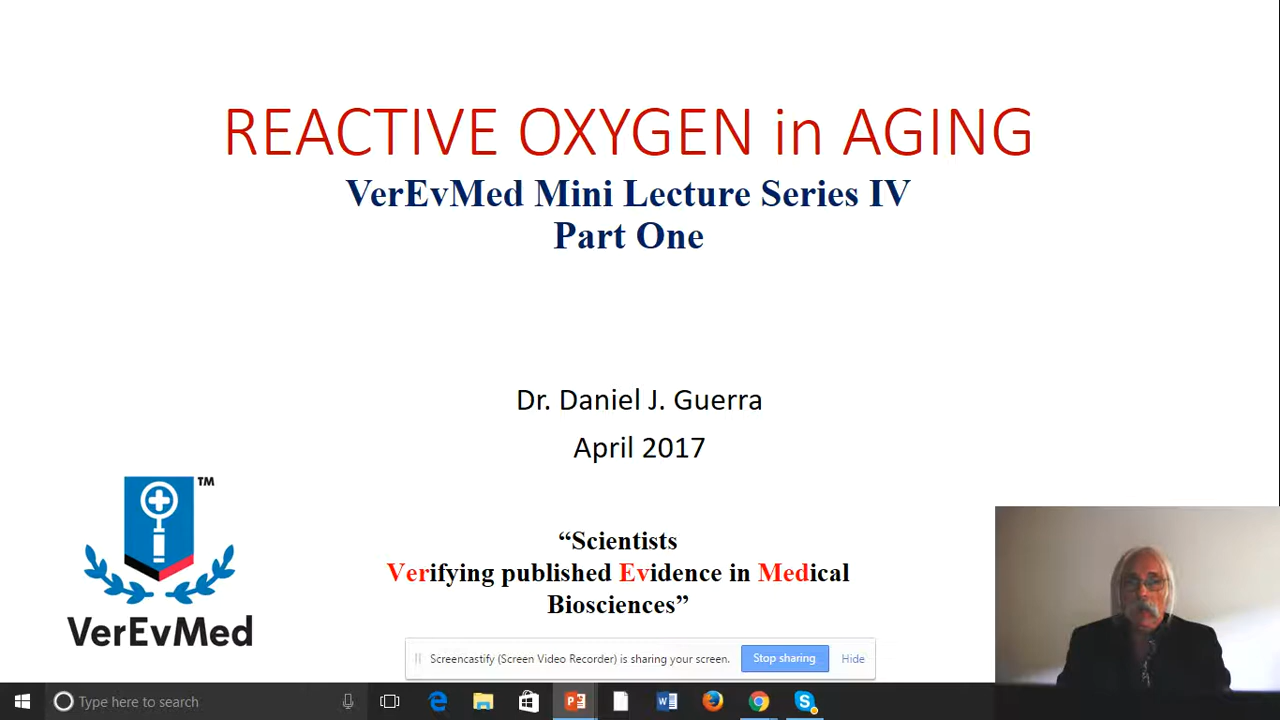 REACTIVE OXYGEN in AGING
VerEvMed Mini Lecture Series IV
Part One
Dr. Daniel J. Guerra
April 2017
TM
VerEvMed
“Scientists
Verifying published Evidence in Medical
Biosciences”
Screencastify (Screen Video Recorder) is sharing your screen.
Stop sharing
Hide
Type here to search